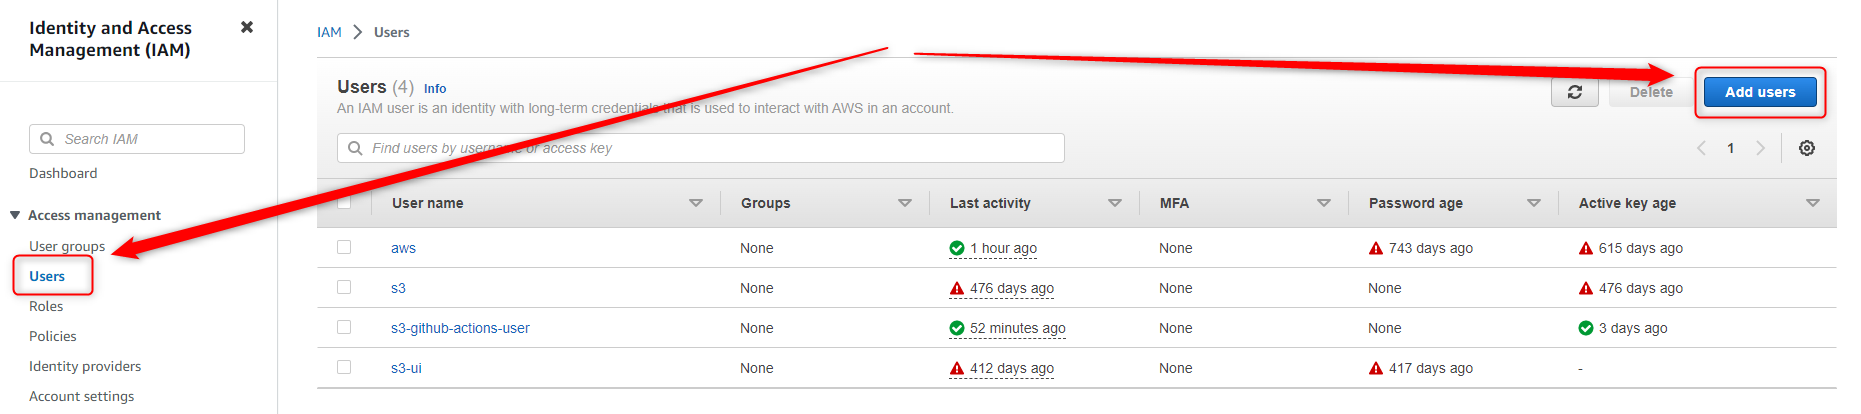 Identity and Access
Management (IAM)
Search IAM
Dashboard
Access management
User groups
Users
Roles
Policies
Identity providers
Account settings
IAM > Users
Users (4) Info
An IAM user is an identity with long-term credentials that is used to interact with AWS in an account.
Delete
Add users
Find users by username or access key
1
User name Groups Last activity MFA Password age Active key age
aws None 1 hour ago None 743 days ago 615 days ago
s3 None 476 days ago None None 476 days ago
s3-github-actions-user None 52 minutes ago None None 3 days ago
s3-ui None 412 days ago None 417 days ago -